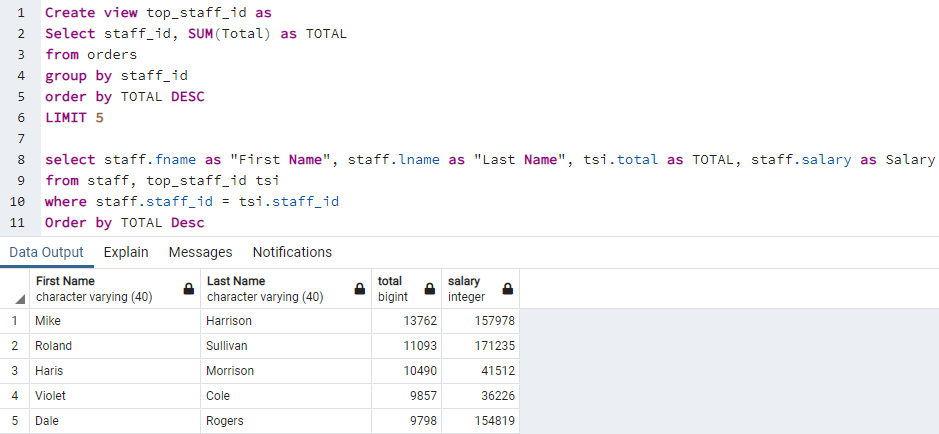 1 Create view top_staff_id as
2 Select staff_id, SUM(Total) as TOTAL
3 from orders
4 group by staff_id
5 order by TOTAL DESC
6 LIMIT 5
7
8 select staff.fname as "First Name", staff.lname as "Last Name", tsi.total as TOTAL, staff.salary as Salary
9 from staff, top_staff_id tsi
10 where staff.staff_id = tsi.staff_id
11 Order by TOTAL Desc
Data Output Explain Messages Notifications
First Name Last Name total salary
character varying (40) character varying (40) bigint integer
1 Mike Harrison 13762 157978
2 Roland Sullivan 11093 171235
3 Haris Morrison 10490 41512
4 Violet Cole 9857 36226
5 Dale Rogers 9798 154819